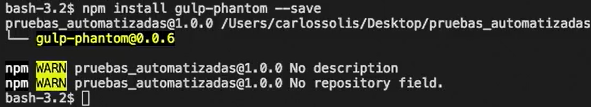 bash-3.2$ npm install gulp-phantom --save
pruebas_automatizadas@1.0.0 /Users/carlossolis/Desktop/pruebas_automatizadas
└── gulp-phantom@0.0.6
npm WARN pruebas_automatizadas@1.0.0 No description
npm WARN pruebas_automatizadas@1.0.0 No repository field.
bash-3.2$